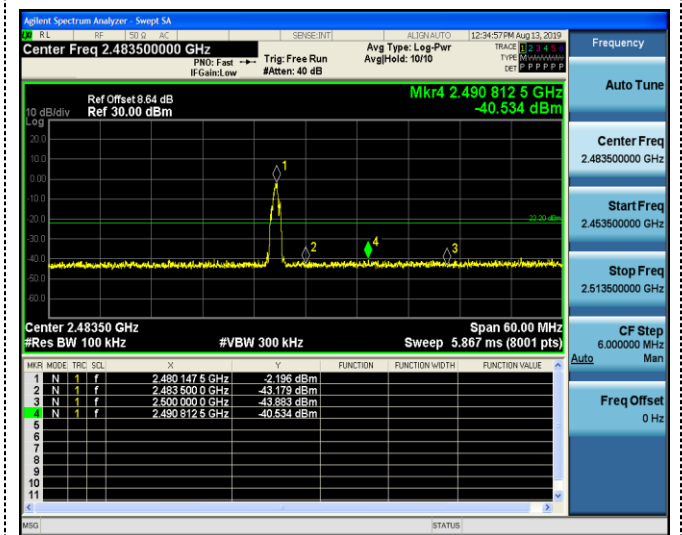 Agilent Spectrum Analyzer - Swept SA
LXI RL RF 50 Ω AC SENSE:INT ALIGNAUTO 12:34:57 PM Aug 13, 2019
Center Freq 2.483500000 GHz
PNO: Fast
IFGain:Low
Trig: Free Run
#Atten: 40 dB
Avg Type: Log-Pwr
Avg|Hold: 10/10
TRACE 1 2 3 4 5 6
TYPE M
DET P P P P P P
Ref Offset 8.64 dB
10 dB/div Ref 30.00 dBm
Log
Mkr4 2.490 812 5 GHz
-40.534 dBm
20.0
10.0
0.00
-10.0
-20.0
-30.0
-40.0
-50.0
-60.0
1
2
4
3
-22.20 dBm
Center 2.48350 GHz Span 60.00 MHz
#Res BW 100 kHz #VBW 300 kHz Sweep 5.867 ms (8001 pts)
MKR MODE TRC SCL X Y FUNCTION FUNCTION WIDTH FUNCTION VALUE
1 N 1 f 2.480 147 5 GHz -2.196 dBm
2 N 1 f 2.483 500 0 GHz -43.179 dBm
3 N 1 f 2.500 000 0 GHz -43.883 dBm
4 N 1 f 2.490 812 5 GHz -40.534 dBm
5
6
7
8
9
10
11
MSG STATUS
Frequency
Auto Tune
Center Freq
2.483500000 GHz
Start Freq
2.453500000 GHz
Stop Freq
2.513500000 GHz
CF Step
6.000000 MHz
Auto Man
Freq Offset
0 Hz